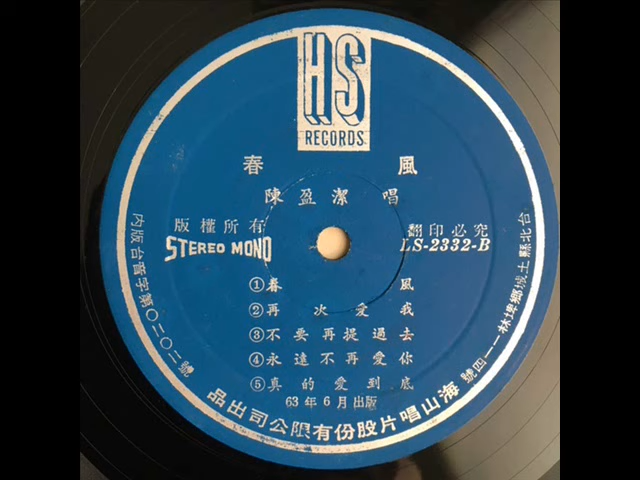 HS
RECORDS
春風
陳盈潔 唱
版權所有 翻印必究
STEREO MONO LS-2332-B
①春風
②再次愛我
③不要再提過去
④永遠不再愛你
⑤真的愛到底
63年6月出版
內版台音字第〇二〇二號
海山唱片股份有限公司出品
台北縣土城鄉埤林一一四號